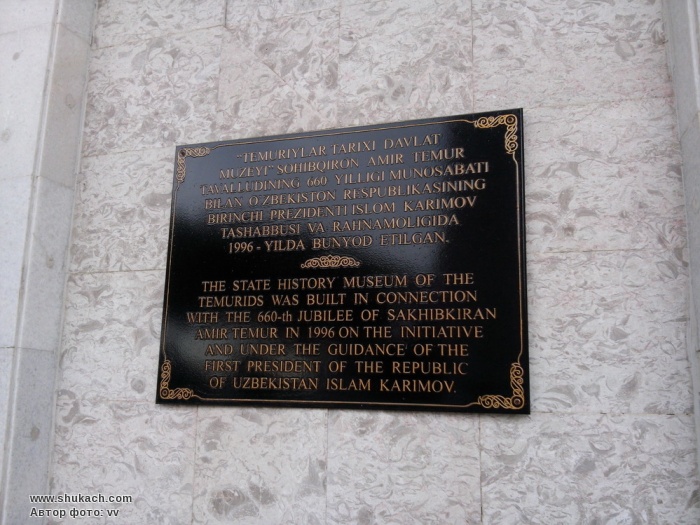 "TEMURIYLAR TARIXI DAVLAT
MUZEYI" SOHIBQIRON AMIR TEMUR
TAVALLUDINING 660 YILLIGI MUNOSABATI
BILAN O'ZBEKISTON RESPUBLIKASINING
BIRINCHI PREZIDENTI ISLOM KARIMOV
TASHABBUSI VA RAHNAMOLIGIDA
1996 - YILDA BUNYOD ETILGAN.
THE STATE HISTORY MUSEUM OF THE
TEMURIDS WAS BUILT IN CONNECTION
WITH THE 660-th JUBILEE OF SAKHIBKIRAN
AMIR TEMUR IN 1996 ON THE INITIATIVE
AND UNDER THE GUIDANCE OF THE
FIRST PRESIDENT OF THE REPUBLIC
OF UZBEKISTAN ISLAM KARIMOV.
www.shukach.com
Автор фото: vv